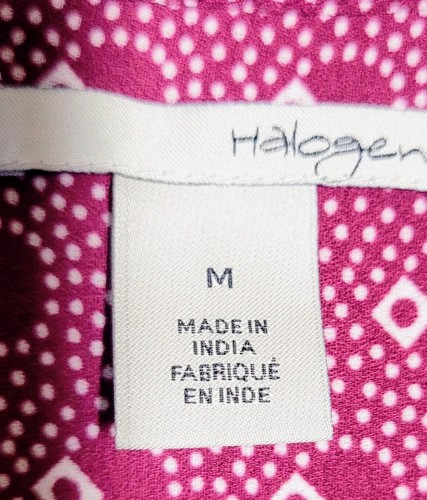 Halogen
M
MADE IN
INDIA
FABRIQUÉ
EN INDE